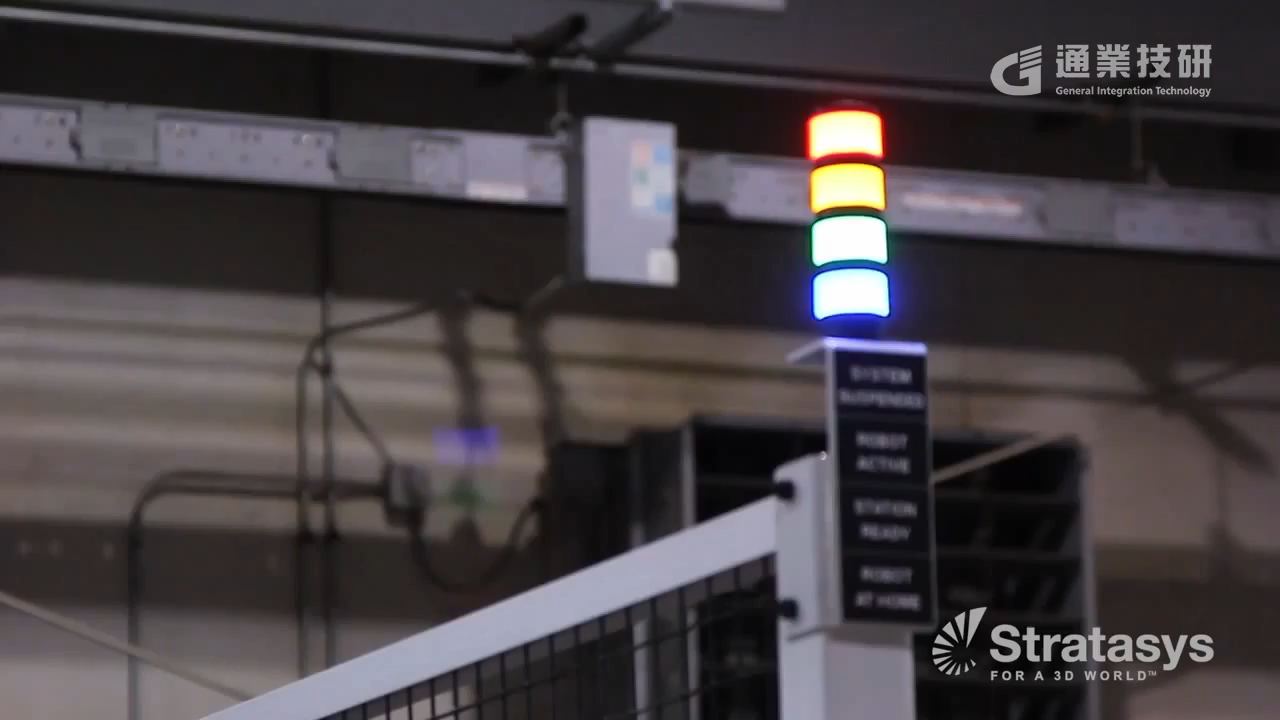 通業技研
General Integration Technology
SYSTEM
SUSPENDED
ROBOT
ACTIVE
STATION
READY
ROBOT
AT HOME
Stratasys
FOR A 3D WORLD™